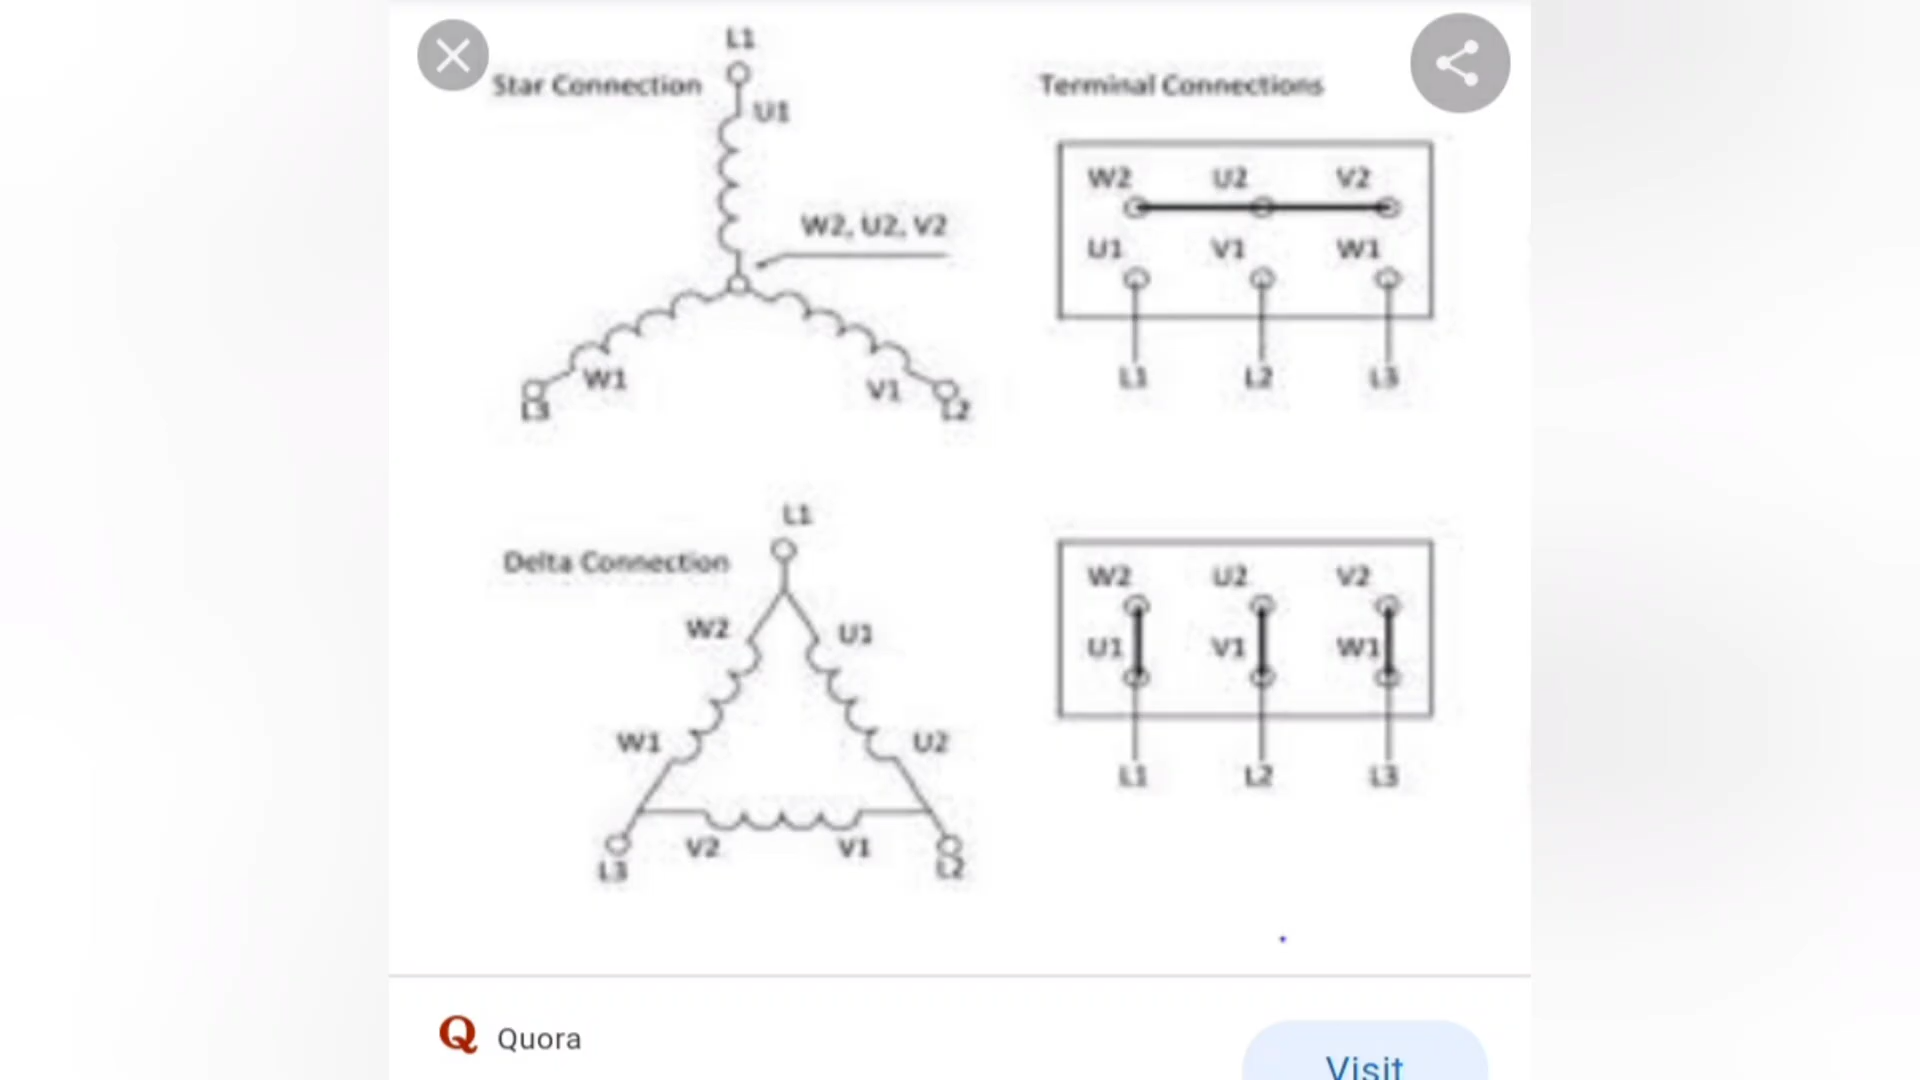 L1
Star Connection
U1
W2, U2, V2
W1
V1
L3
L2
Terminal Connections
W2 U2 V2
U1 V1 W1
L1 L2 L3
L1
Delta Connection
W2 U1
W1 U2
V2 V1
L3 L2
W2 U2 V2
U1 V1 W1
L1 L2 L3
Quora
Visit